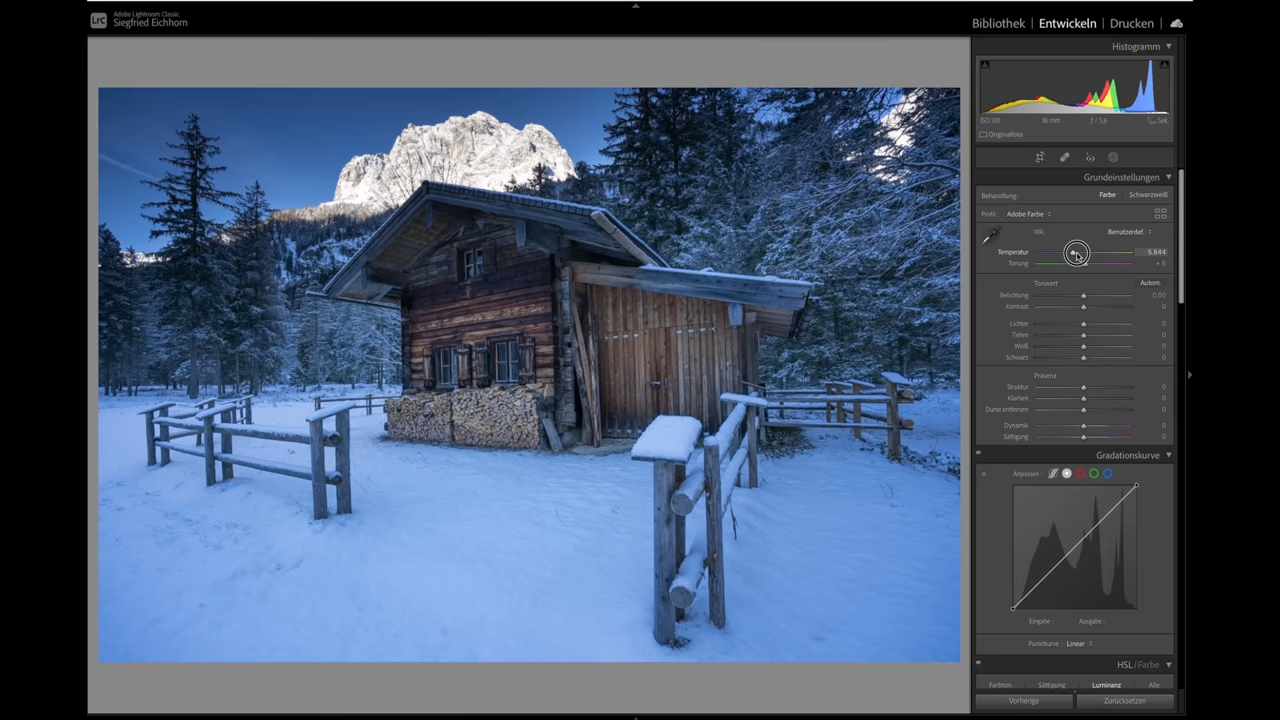 LrC
Adobe Lightroom Classic
Siegfried Eichhorn
Bibliothek | Entwickeln | Drucken |
Histogramm
ISO 100 16 mm ƒ / 5,6 Sek.
Originalfoto
Grundeinstellungen
Behandlung: Farbe Schwarzweiß
Profil: Adobe Farbe
WA: Benutzerdef.
Temperatur 5.844
Tonung + 6
Tonwert Autom.
Belichtung 0,00
Kontrast 0
Lichter 0
Tiefen 0
Weiß 0
Schwarz 0
Präsenz
Struktur 0
Klarheit 0
Dunst entfernen 0
Dynamik 0
Sättigung 0
Gradationskurve
Anpassen:
Eingabe : Ausgabe :
Punktkurve : Linear
HSL / Farbe
Farbton Sättigung Luminanz Alle
Vorherige Zurücksetzen